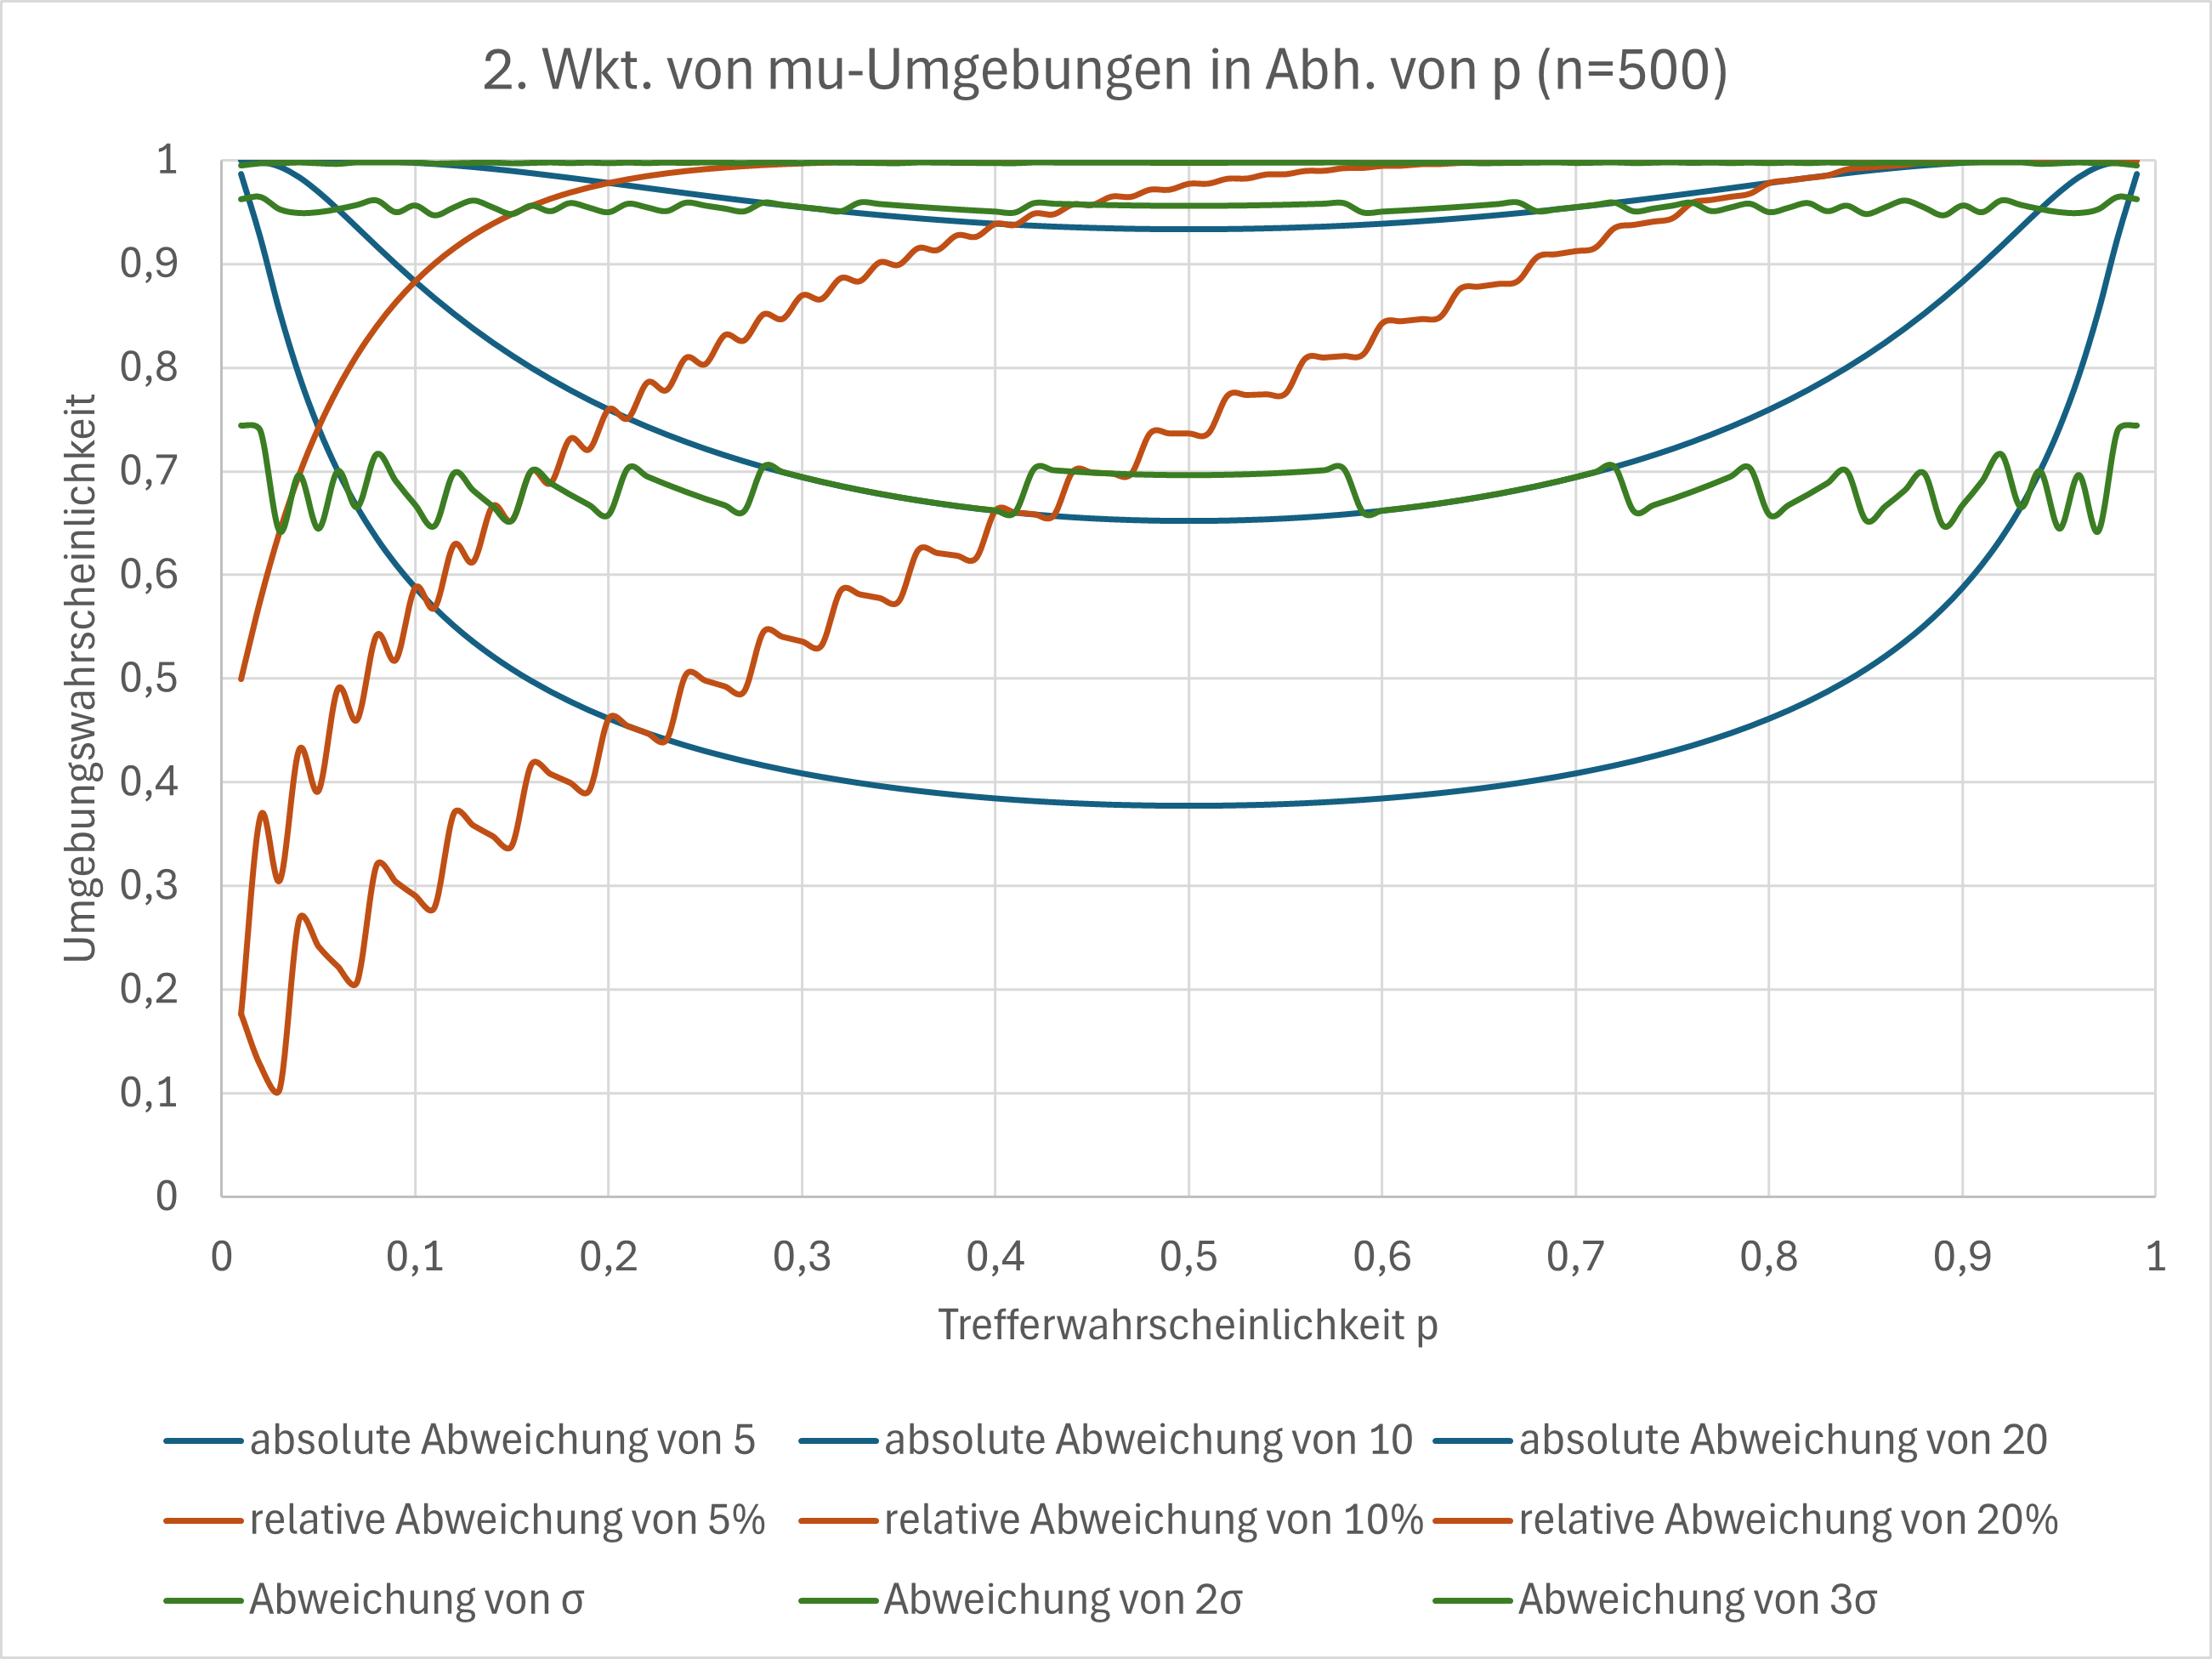 2. Wkt. von mu-Umgebungen in Abh. von p (n=500)
Umgebungswahrscheinlichkeit
1
0,9
0,8
0,7
0,6
0,5
0,4
0,3
0,2
0,1
0
0 0,1 0,2 0,3 0,4 0,5 0,6 0,7 0,8 0,9 1
Trefferwahrscheinlichkeit p
absolute Abweichung von 5 absolute Abweichung von 10 absolute Abweichung von 20
relative Abweichung von 5% relative Abweichung von 10% relative Abweichung von 20%
Abweichung von σ Abweichung von 2σ Abweichung von 3σ